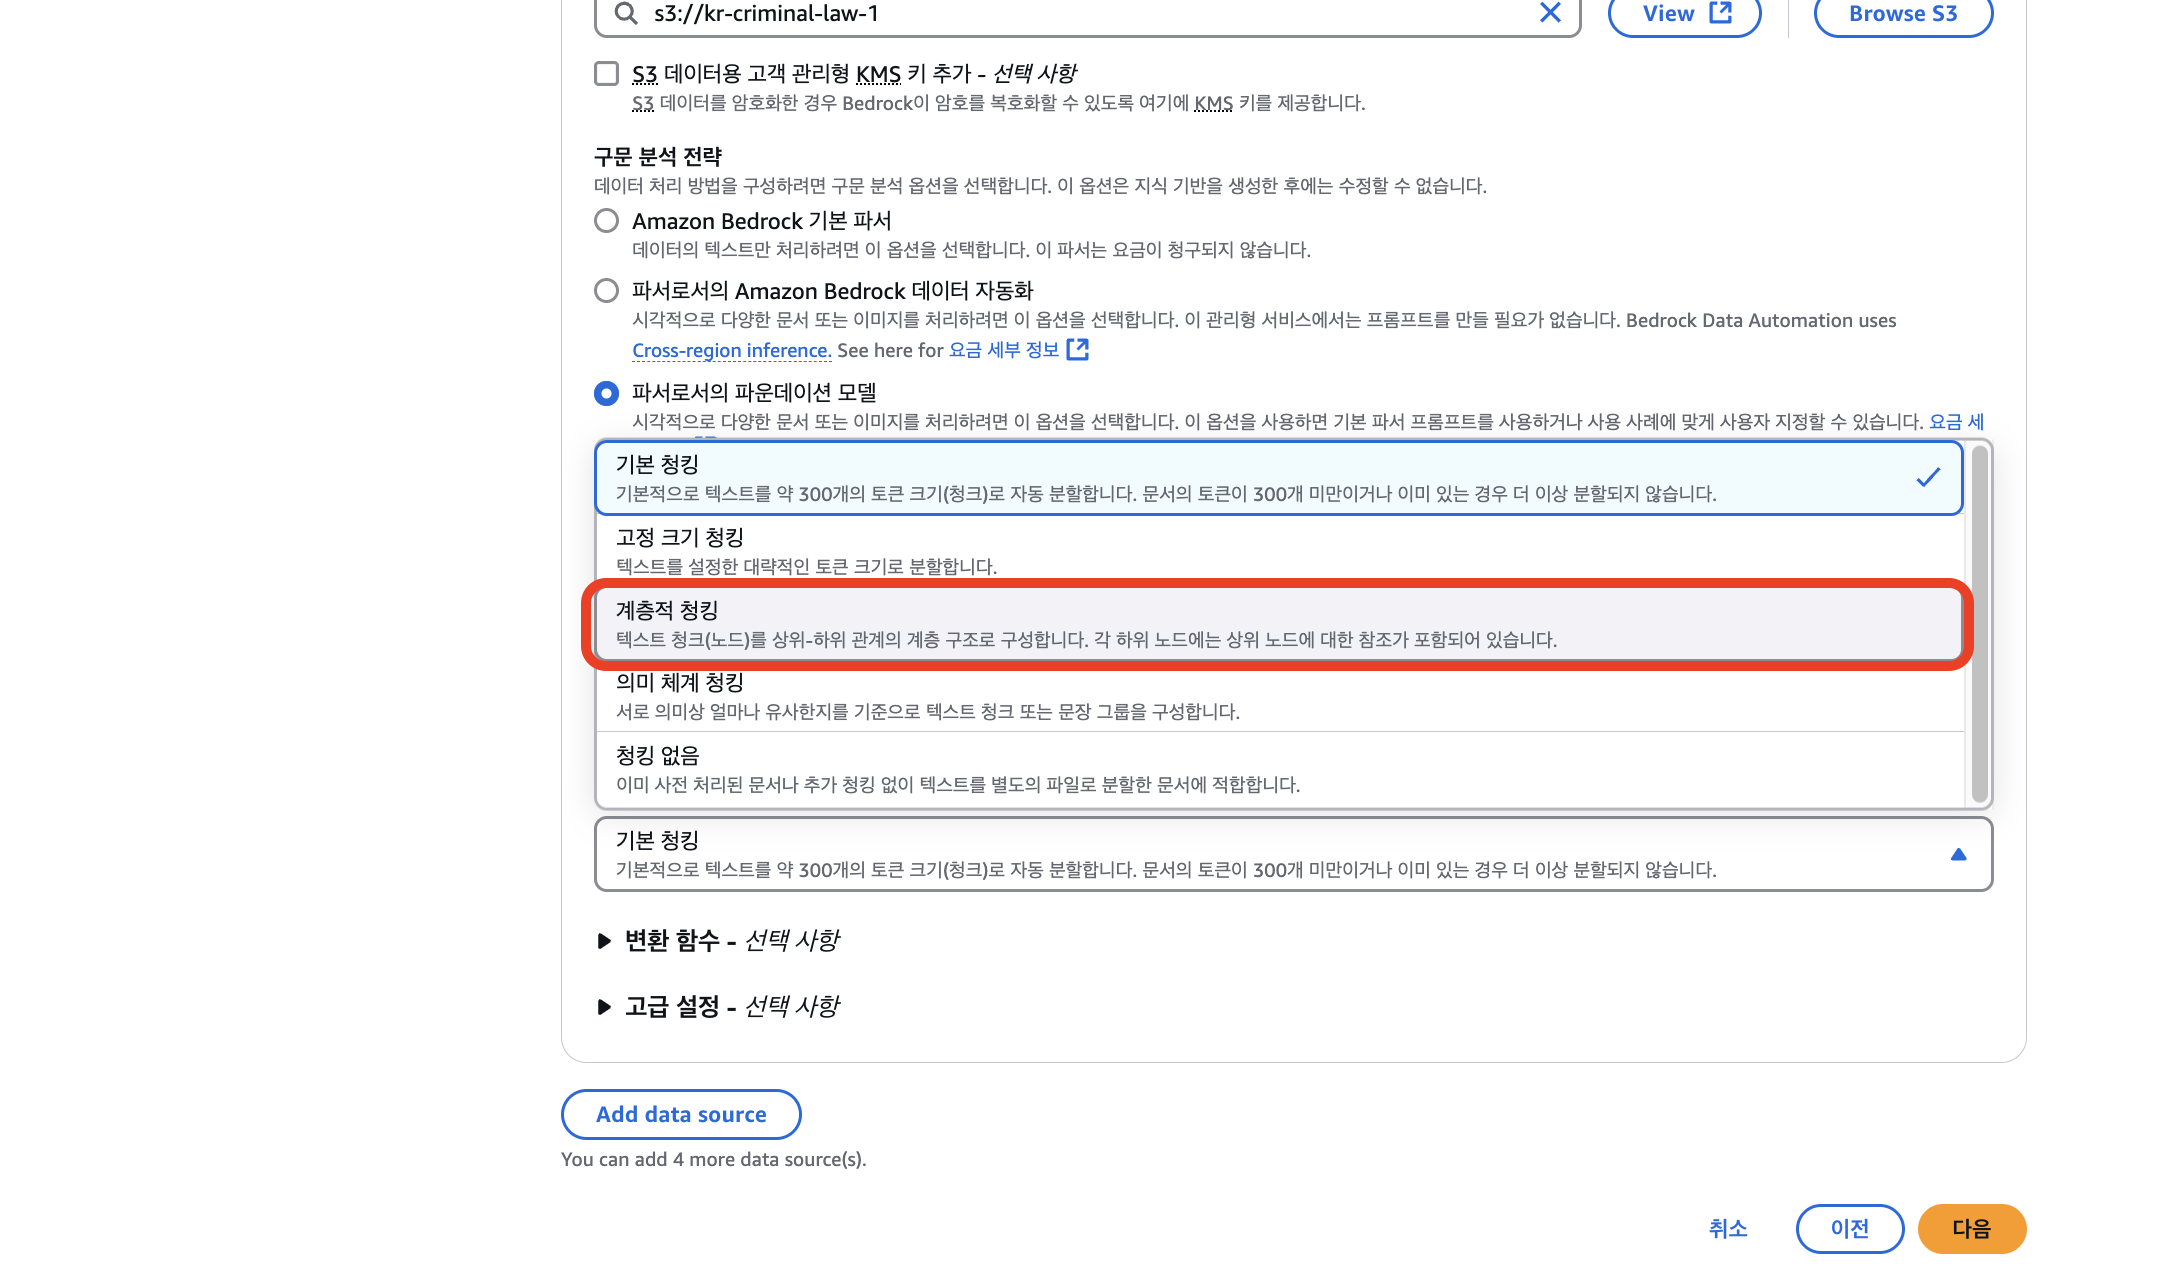 s3://kr-criminal-law-1
View
Browse S3
S3 데이터용 고객 관리형 KMS 키 추가 - 선택 사항
S3 데이터를 암호화한 경우 Bedrock이 암호를 복호화할 수 있도록 여기에 KMS 키를 제공합니다.
구문 분석 전략
데이터 처리 방법을 구성하려면 구문 분석 옵션을 선택합니다. 이 옵션은 지식 기반을 생성한 후에는 수정할 수 없습니다.
Amazon Bedrock 기본 파서
데이터의 텍스트만 처리하려면 이 옵션을 선택합니다. 이 파서는 요금이 청구되지 않습니다.
파서로서의 Amazon Bedrock 데이터 자동화
시각적으로 다양한 문서 또는 이미지를 처리하려면 이 옵션을 선택합니다. 이 관리형 서비스에서는 프롬프트를 만들 필요가 없습니다. Bedrock Data Automation uses
Cross-region inference. See here for 요금 세부 정보
파서로서의 파운데이션 모델
시각적으로 다양한 문서 또는 이미지를 처리하려면 이 옵션을 선택합니다. 이 옵션을 사용하면 기본 파서 프롬프트를 사용하거나 사용 사례에 맞게 사용자 지정할 수 있습니다. 요금 세
기본 청킹
기본적으로 텍스트를 약 300개의 토큰 크기(청크)로 자동 분할합니다. 문서의 토큰이 300개 미만이거나 이미 있는 경우 더 이상 분할되지 않습니다.
고정 크기 청킹
텍스트를 설정한 대략적인 토큰 크기로 분할합니다.
계층적 청킹
텍스트 청크(노드)를 상위-하위 관계의 계층 구조로 구성합니다. 각 하위 노드에는 상위 노드에 대한 참조가 포함되어 있습니다.
의미 체계 청킹
서로 의미상 얼마나 유사한지를 기준으로 텍스트 청크 또는 문장 그룹을 구성합니다.
청킹 없음
이미 사전 처리된 문서나 추가 청킹 없이 텍스트를 별도의 파일로 분할한 문서에 적합합니다.
기본 청킹
기본적으로 텍스트를 약 300개의 토큰 크기(청크)로 자동 분할합니다. 문서의 토큰이 300개 미만이거나 이미 있는 경우 더 이상 분할되지 않습니다.
변환 함수 - 선택 사항
고급 설정 - 선택 사항
Add data source
You can add 4 more data source(s).
취소
이전
다음